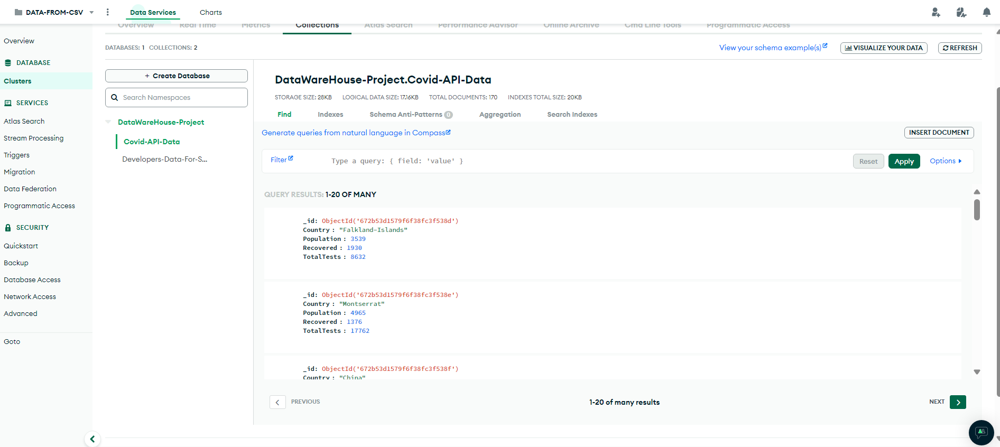 DATA-FROM-CSV
Data Services
Charts
Overview
Real Time
Metrics
Collections
Atlas Search
Performance Advisor
Online Archive
Cmd Line Tools
Programmatic Access
Overview
DATABASE
Clusters
SERVICES
Atlas Search
Stream Processing
Triggers
Migration
Data Federation
Programmatic Access
SECURITY
Quickstart
Backup
Database Access
Network Access
Advanced
Goto
DATABASES: 1 COLLECTIONS: 2
View your schema example(s)
VISUALIZE YOUR DATA
REFRESH
+ Create Database
Search Namespaces
DataWareHouse-Project
Covid-API-Data
Developers-Data-For-S...
DataWareHouse-Project.Covid-API-Data
STORAGE SIZE: 28KB LOGICAL DATA SIZE: 17.16KB TOTAL DOCUMENTS: 170 INDEXES TOTAL SIZE: 20KB
Find
Indexes
Schema Anti-Patterns 0
Aggregation
Search Indexes
Generate queries from natural language in Compass
INSERT DOCUMENT
Filter
Type a query: { field: 'value' }
Reset
Apply
Options
QUERY RESULTS: 1-20 OF MANY
_id: ObjectId('672b53d1579f6f38fc3f538d')
Country : "Falkland-Islands"
Population : 3539
Recovered : 1930
TotalTests : 8632
_id: ObjectId('672b53d1579f6f38fc3f538e')
Country : "Montserrat"
Population : 4965
Recovered : 1376
TotalTests : 17762
_id: ObjectId('672b53d1579f6f38fc3f538f')
Country : "China"
PREVIOUS
1-20 of many results
NEXT